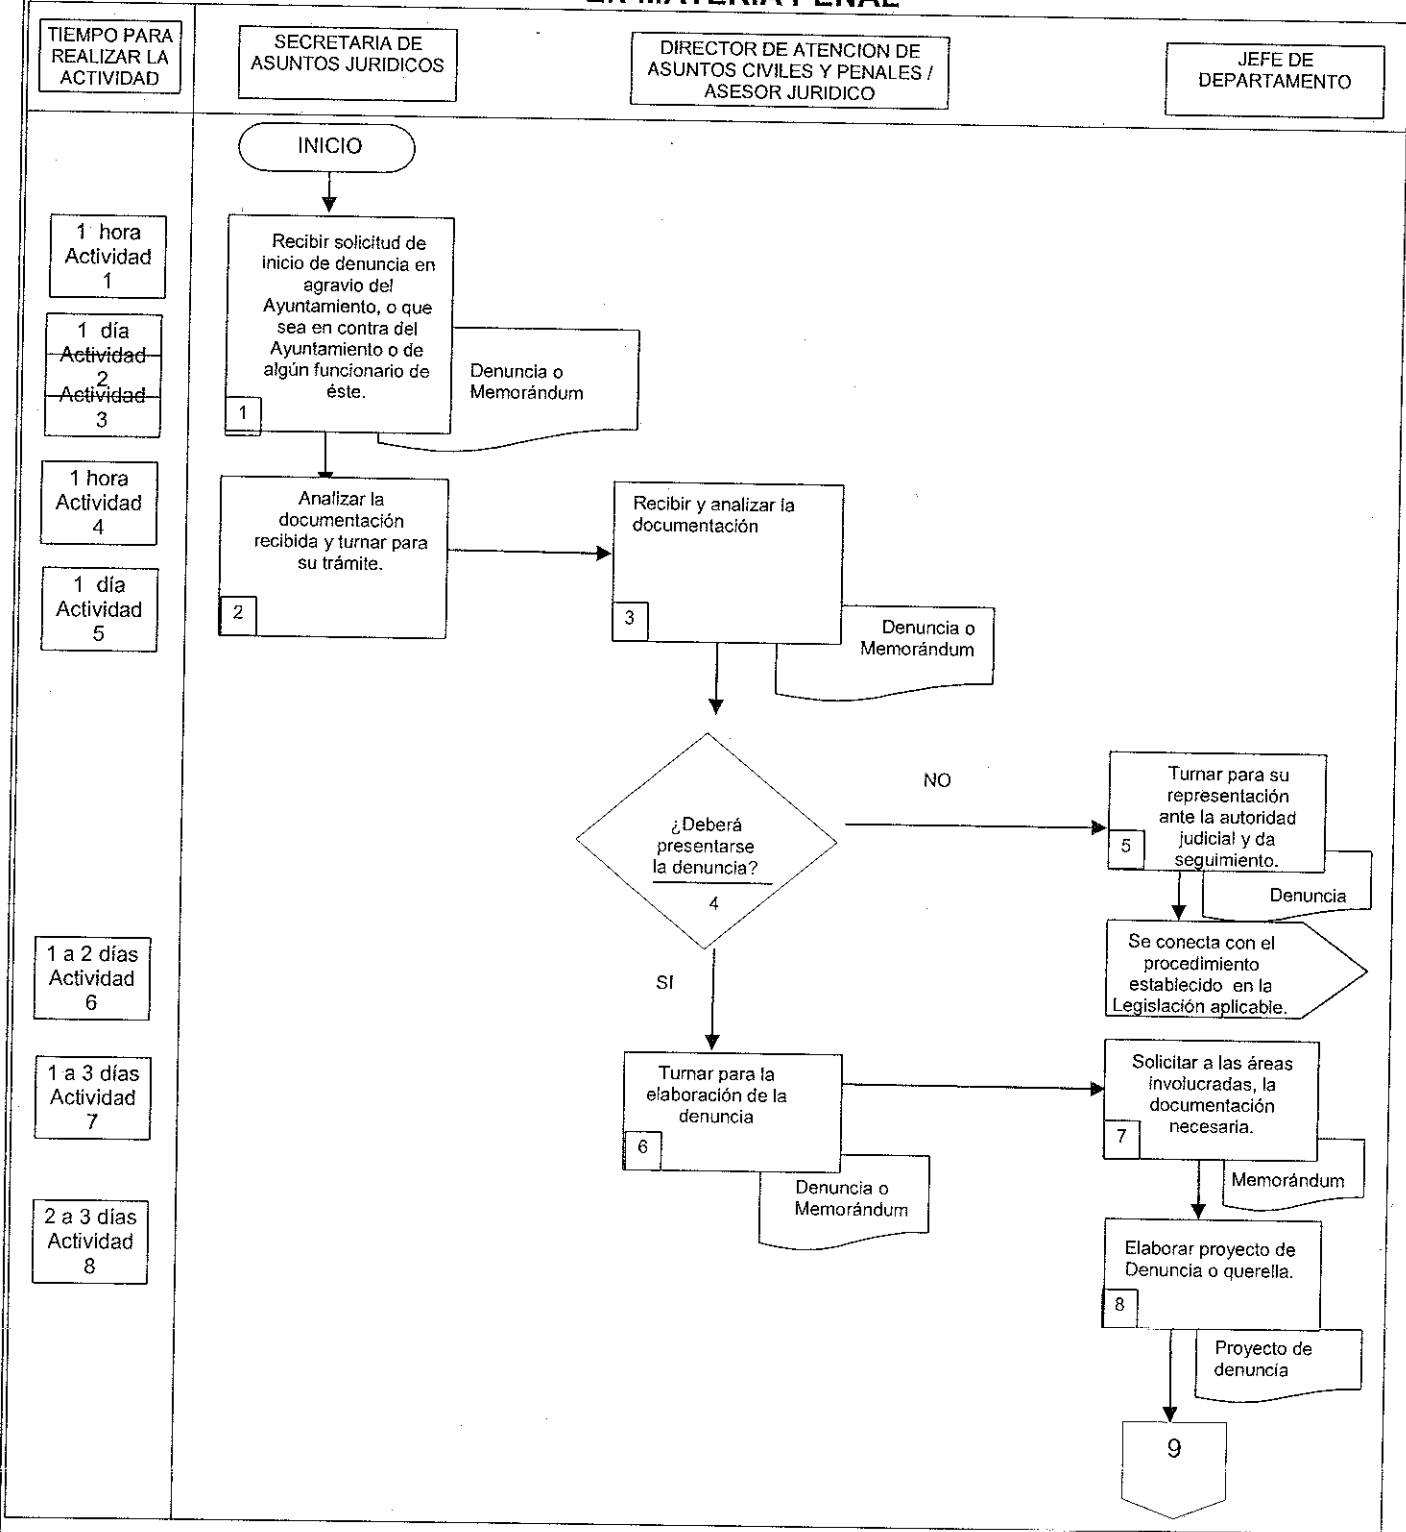 EN MATERIA PENAL
TIEMPO PARA
REALIZAR LA
ACTIVIDAD
SECRETARIA DE
ASUNTOS JURIDICOS
DIRECTOR DE ATENCION DE
ASUNTOS CIVILES Y PENALES /
ASESOR JURIDICO
JEFE DE
DEPARTAMENTO
INICIO
1 hora
Actividad
1
Recibir solicitud de
inicio de denuncia en
agravio del
Ayuntamiento, o que
sea en contra del
Ayuntamiento o de
algún funcionario de
éste.
1
Denuncia o
Memorándum
1 día
Actividad
2
Actividad
3
1 hora
Actividad
4
Analizar la
documentación
recibida y turnar para
su trámite.
2
Recibir y analizar la
documentación
3
Denuncia o
Memorándum
1 día
Actividad
5
¿Deberá
presentarse
la denuncia?
4
NO
Turnar para su
representación
ante la autoridad
judicial y da
seguimiento.
5
Denuncia
Se conecta con el
procedimiento
establecido en la
Legislación aplicable.
SI
1 a 2 días
Actividad
6
Turnar para la
elaboración de la
denuncia
6
Denuncia o
Memorándum
1 a 3 días
Actividad
7
Solicitar a las áreas
involucradas, la
documentación
necesaria.
7
Memorándum
2 a 3 días
Actividad
8
Elaborar proyecto de
Denuncia o querella.
8
Proyecto de
denuncia
9